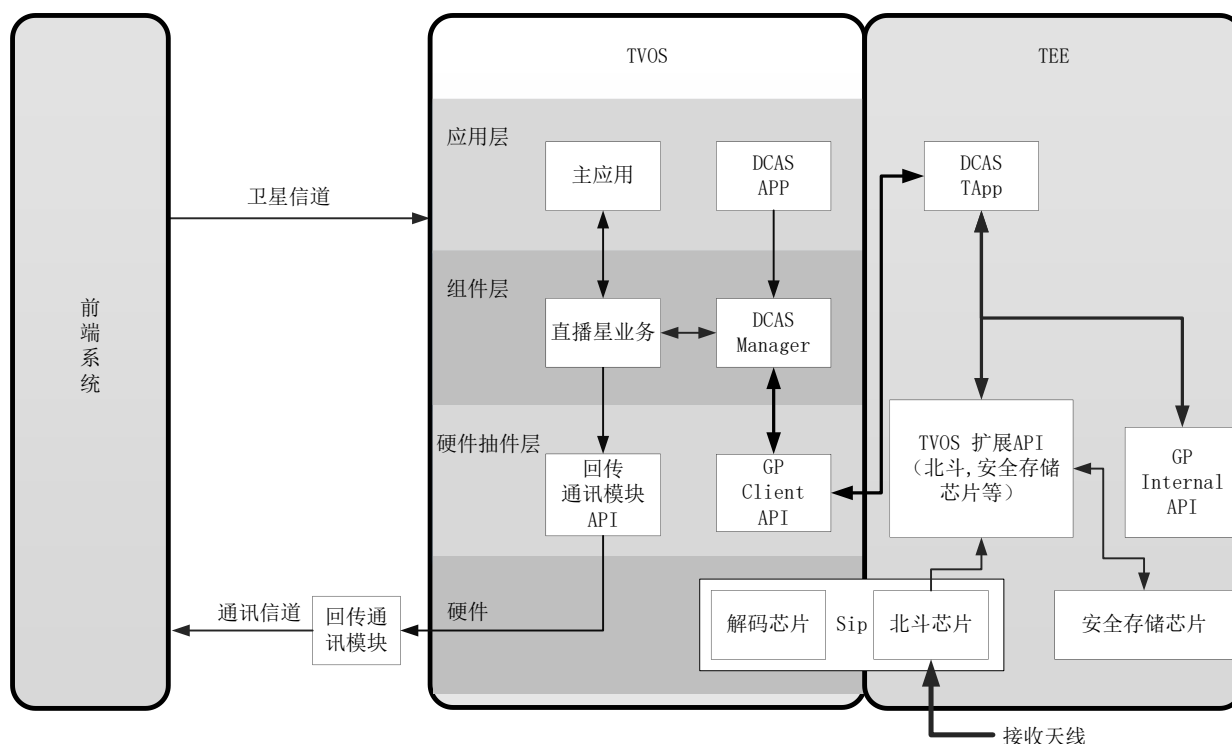 TVOS
TEE
应用层
主应用
DCAS
APP
DCAS
TApp
卫星信道
组件层
前
端
系
统
直播星业务
DCAS
Manager
硬件抽件层
回传
通讯模块
API
GP
Client
API
TVOS 扩展API
（北斗,安全存储
芯片等）
GP
Internal
API
硬件
通讯信道
回传通
讯模块
解码芯片
Sip
北斗芯片
安全存储芯片
接收天线